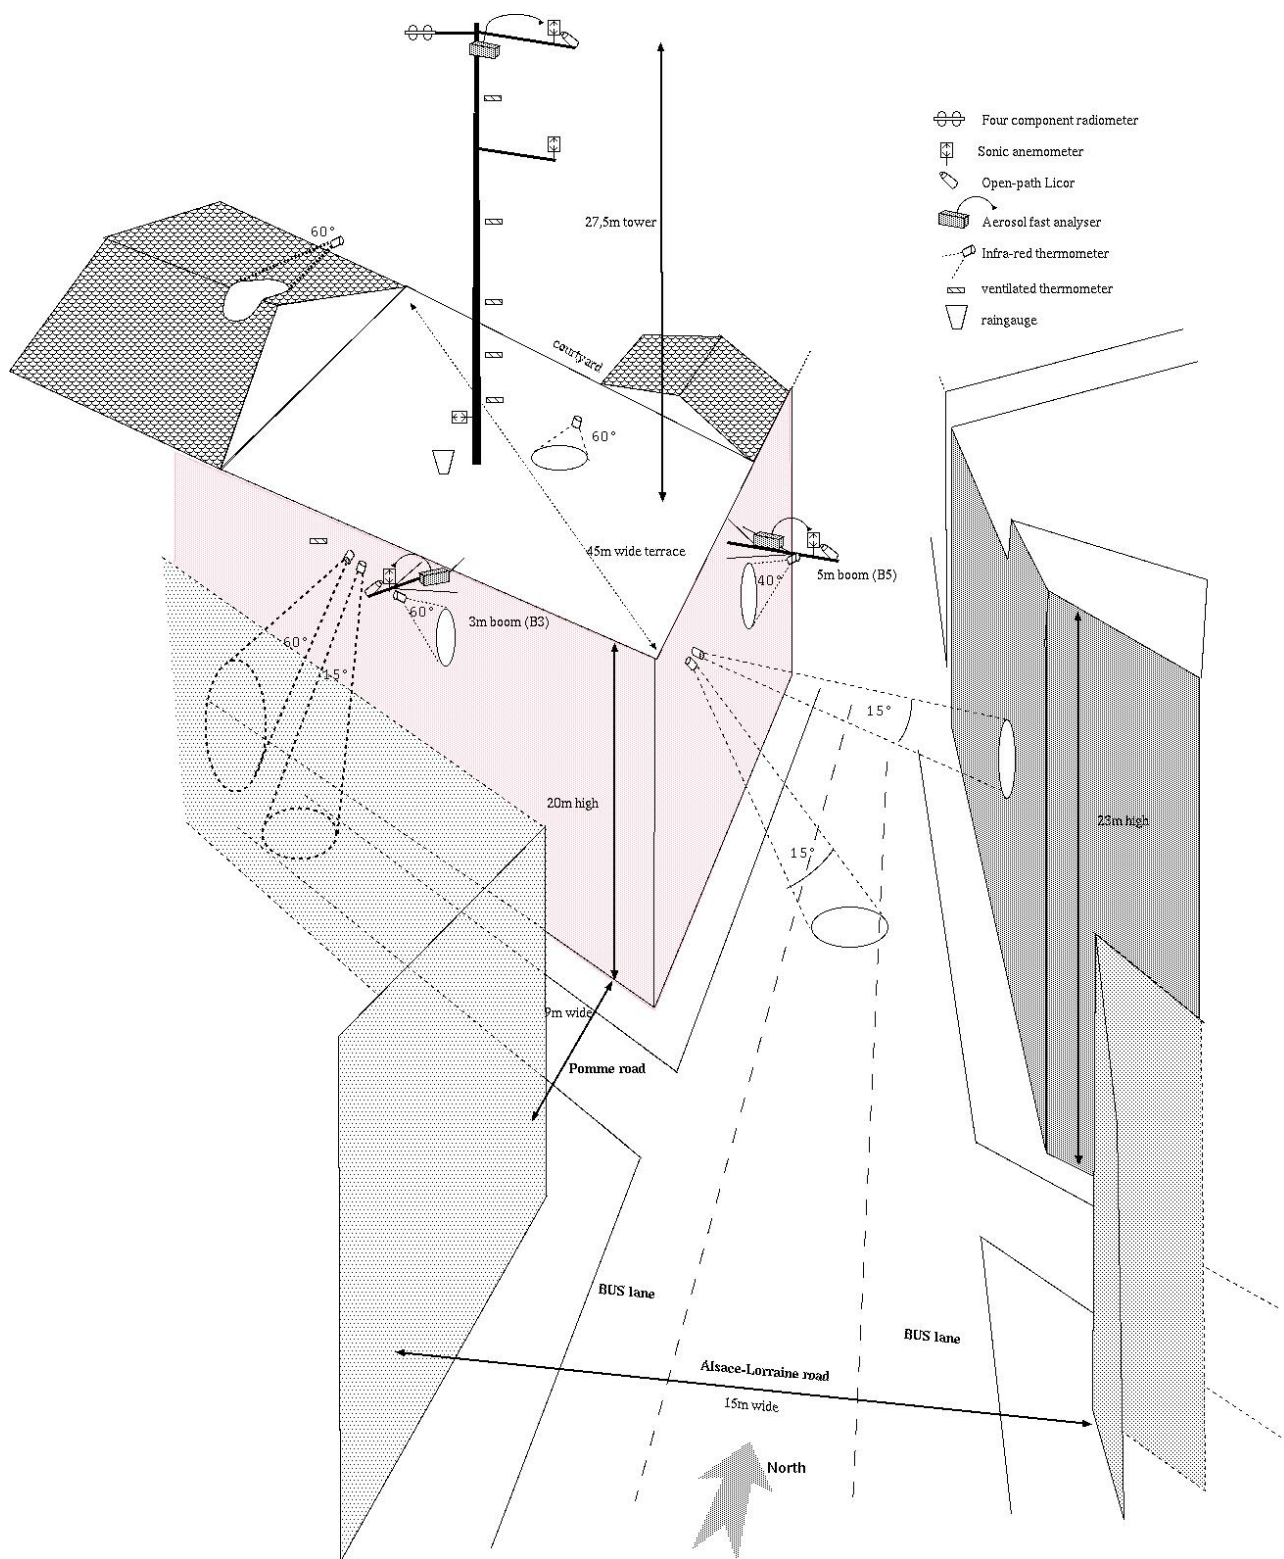 Four component radiometer
Sonic anemometer
Open-path Licor
Aerosol fast analyser
Infra-red thermometer
ventilated thermometer
raingauge
27,5m tower
60°
courtyard
60°
45m wide terrace
40°
5m boom (B5)
60°
3m boom (B3)
60°
15°
15°
20m high
23m high
15°
9m wide
Pomme road
BUS lane
BUS lane
Alsace-Lorraine road
15m wide
North